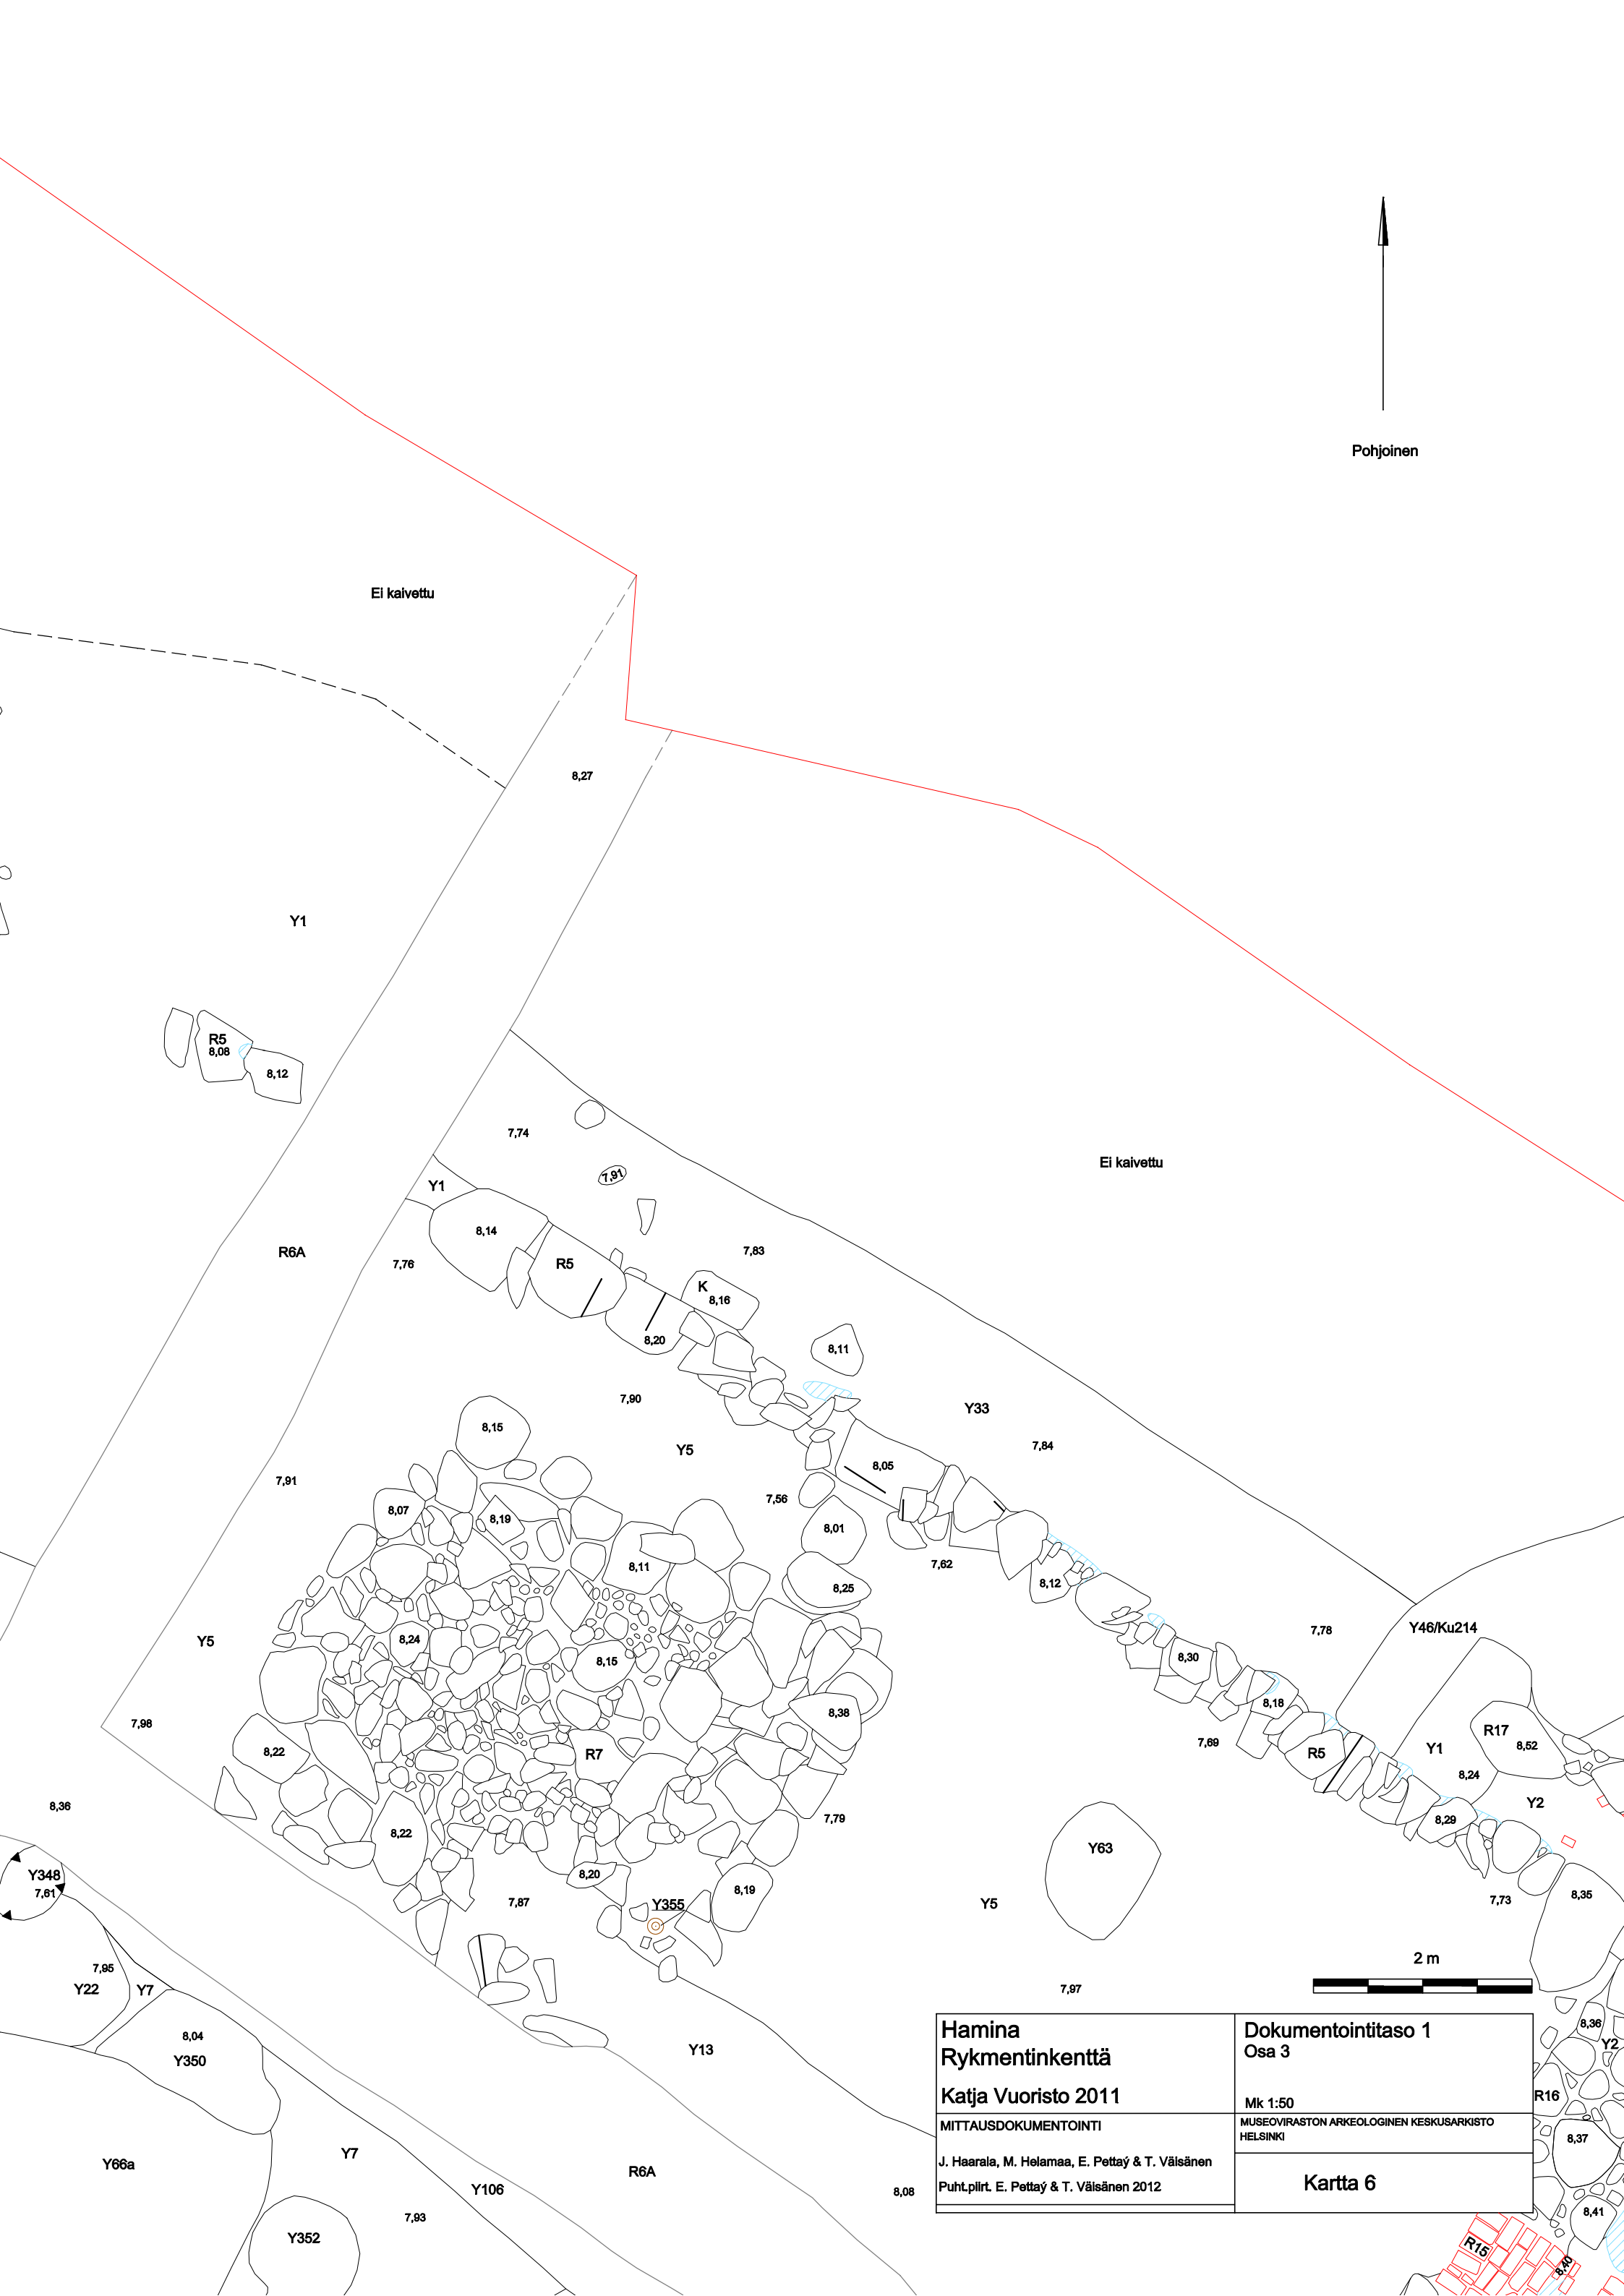 Pohjoinen
Ei kaivettu
8,27
Y1
R5
8,08
8,12
7,74
7,91
Ei kaivettu
Y1
8,14
R6A
7,76
R5
7,83
K
8,16
8,20
8,11
7,90
Y33
8,15
Y5
7,84
8,05
7,91
7,56
8,07
8,19
8,01
8,11
7,62
8,25
8,12
Y5
8,24
7,78
Y46/Ku214
8,15
8,30
8,18
7,98
8,38
8,22
R7
7,69
R5
R17
8,52
Y1
8,24
8,36
7,79
Y2
8,29
8,22
Y63
Y348
7,61
8,20
8,19
7,87
Y355
Y5
7,73
8,35
7,95
Y22
Y7
7,97
2 m
8,04
Y350
Y13
8,36
Y2
R16
Hamina
Rykmentinkenttä
Katja Vuoristo 2011
MITTAUSDOKUMENTOINTI
J. Haarala, M. Helamaa, E. Pettaý & T. Väisänen
Puht.piirt. E. Pettaý & T. Väisänen 2012
Dokumentointitaso 1
Osa 3
Mk 1:50
MUSEOVIRASTON ARKEOLOGINEN KESKUSARKISTO
HELSINKI
Kartta 6
8,37
Y66a
Y7
R6A
Y106
8,08
7,93
Y352
8,41
R15
8,40